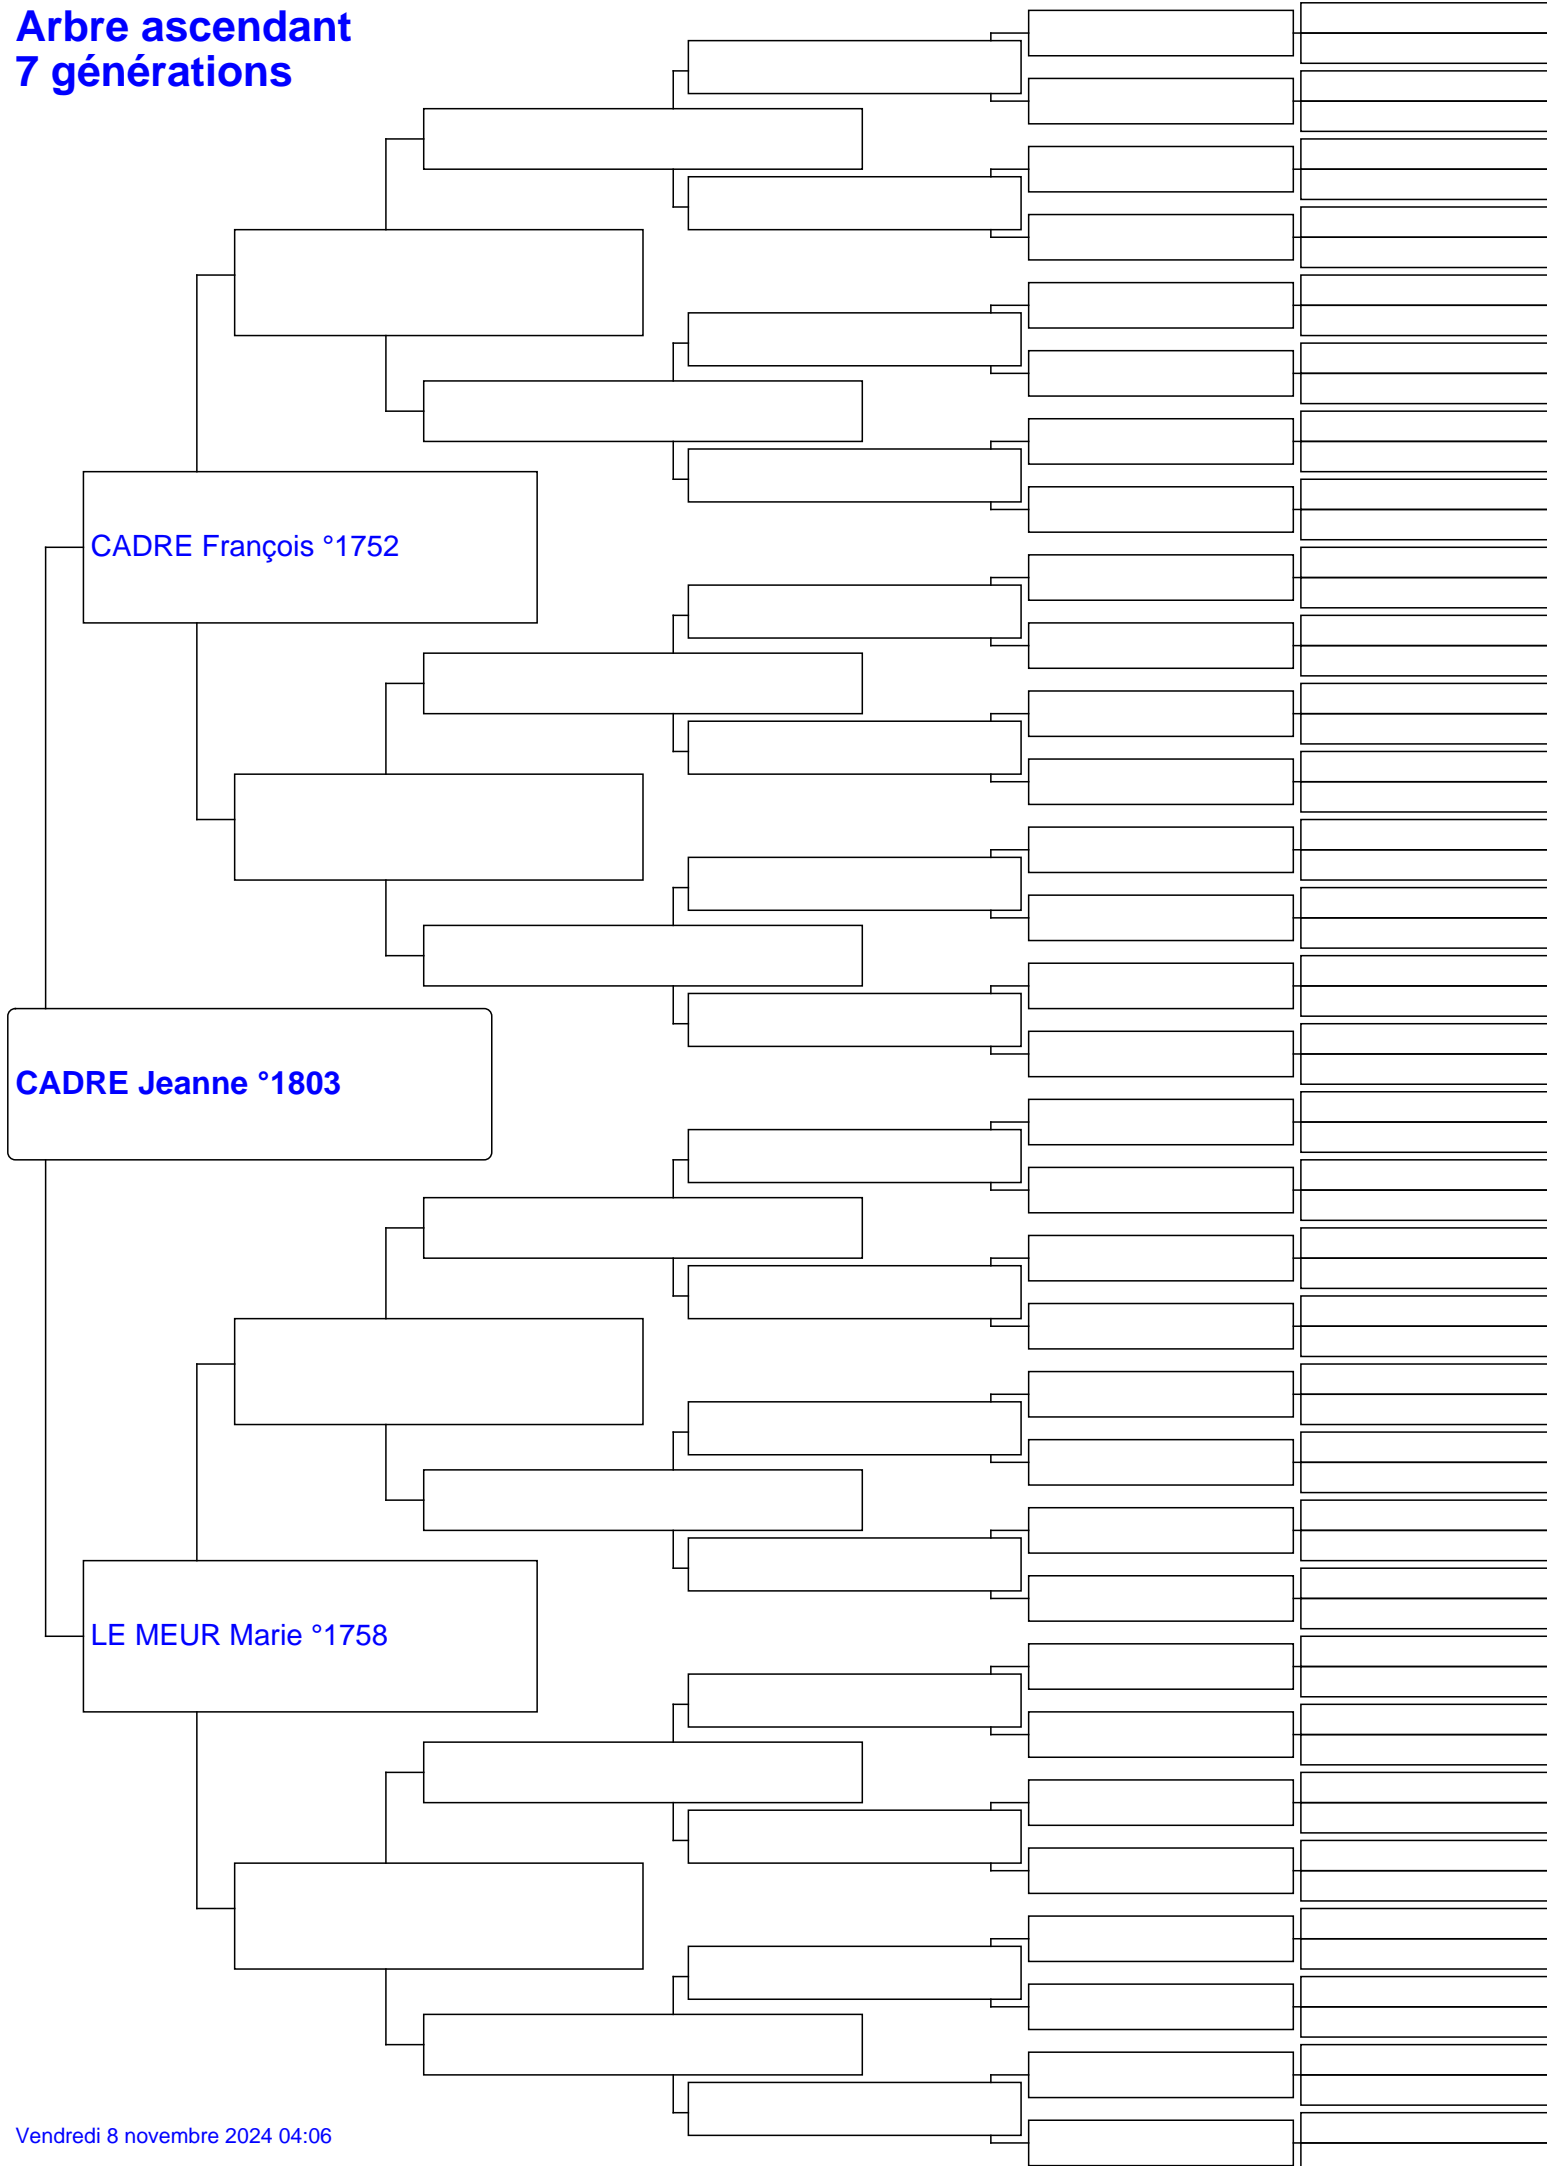 Arbre ascendant
7 générations
CADRE François °1752
CADRE Jeanne °1803
LE MEUR Marie °1758
Vendredi 8 novembre 2024 04:06